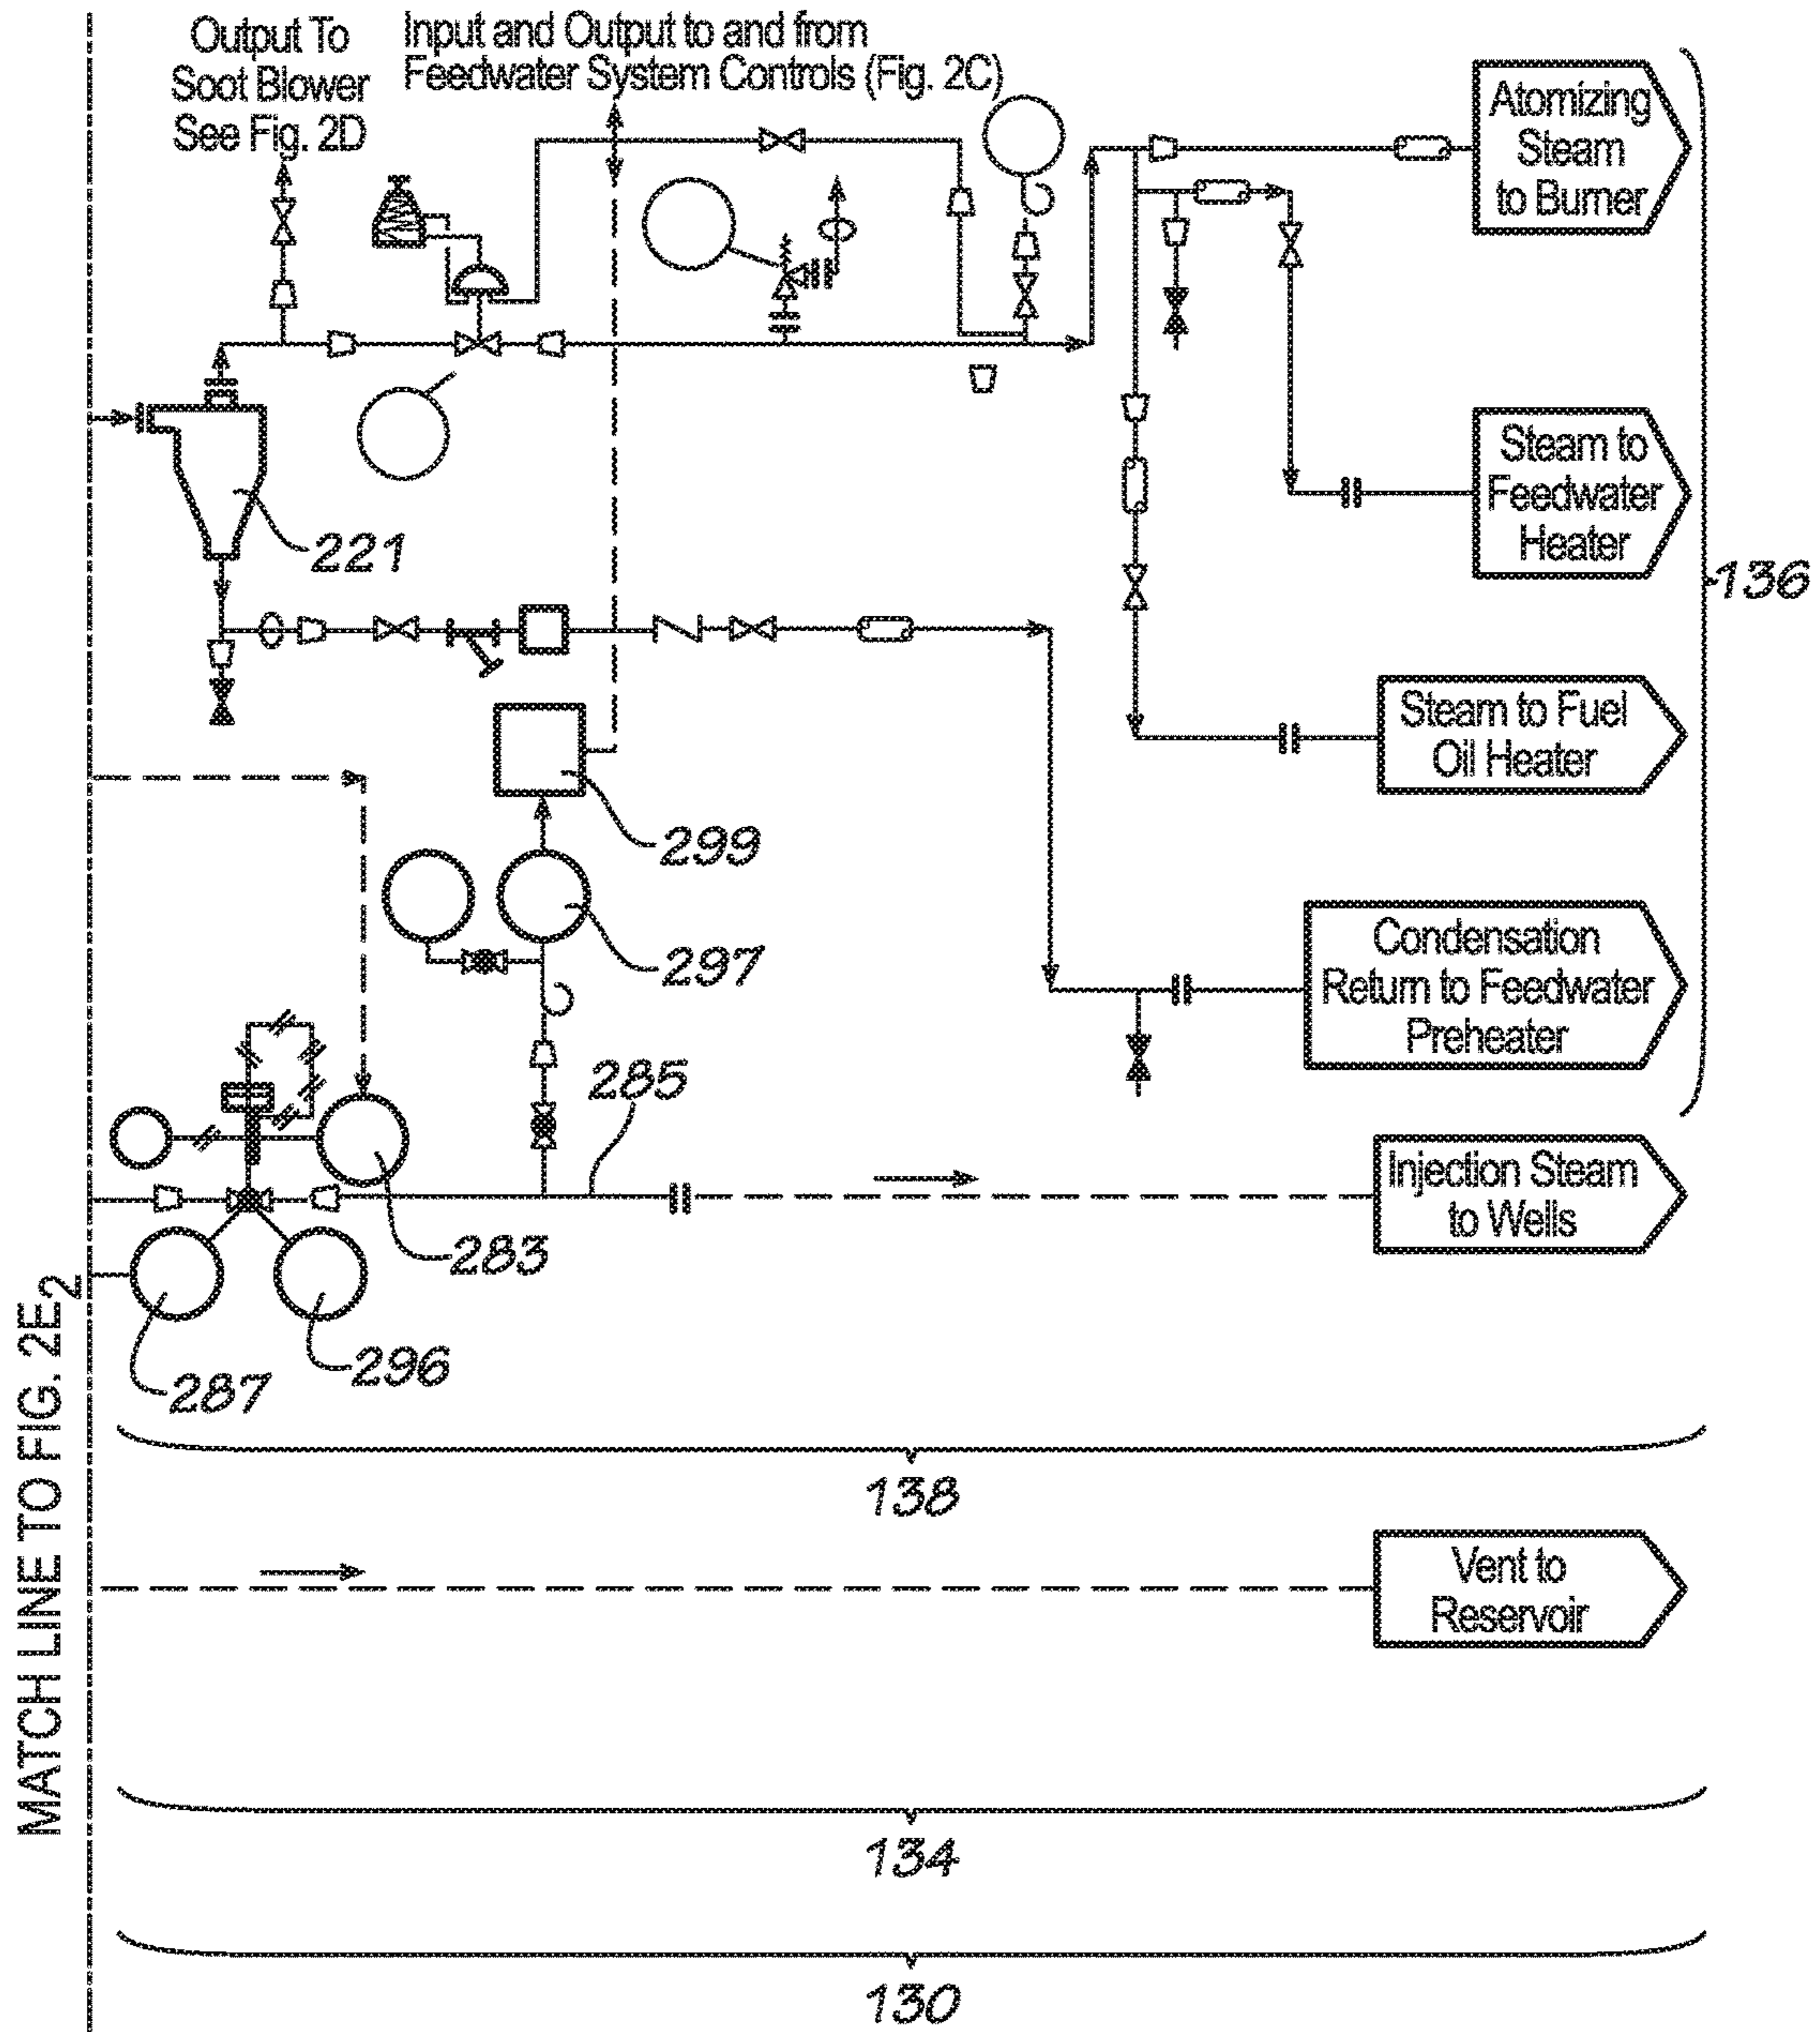 Output To
Soot Blower
See Fig. 2D
Input and Output to and from
Feedwater System Controls (Fig. 2C)
Atomizing
Steam
to Burner
Steam to
Feedwater
Heater
221
136
Steam to Fuel
Oil Heater
299
297
Condensation
Return to Feedwater
Preheater
285
Injection Steam
to Wells
283
296
287
MATCH LINE TO FIG. 2E2
138
Vent to
Reservoir
134
130